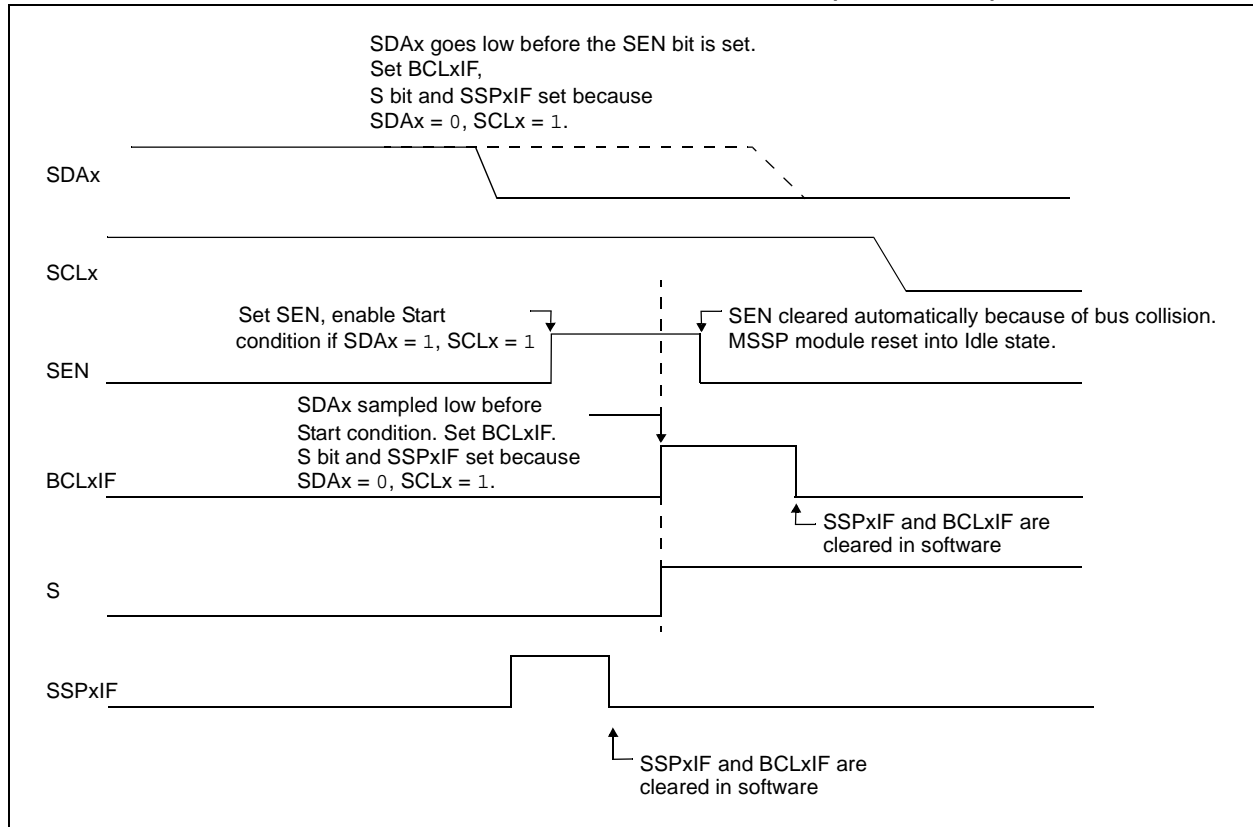 SDAx goes low before the SEN bit is set.
Set BCLxIF,
S bit and SSPxIF set because
SDAx = 0, SCLx = 1.
SDAx
SCLx
Set SEN, enable Start
condition if SDAx = 1, SCLx = 1
SEN cleared automatically because of bus collision.
MSSP module reset into Idle state.
SEN
SDAx sampled low before
Start condition. Set BCLxIF.
S bit and SSPxIF set because
SDAx = 0, SCLx = 1.
BCLxIF
SSPxIF and BCLxIF are
cleared in software
S
SSPxIF
SSPxIF and BCLxIF are
cleared in software